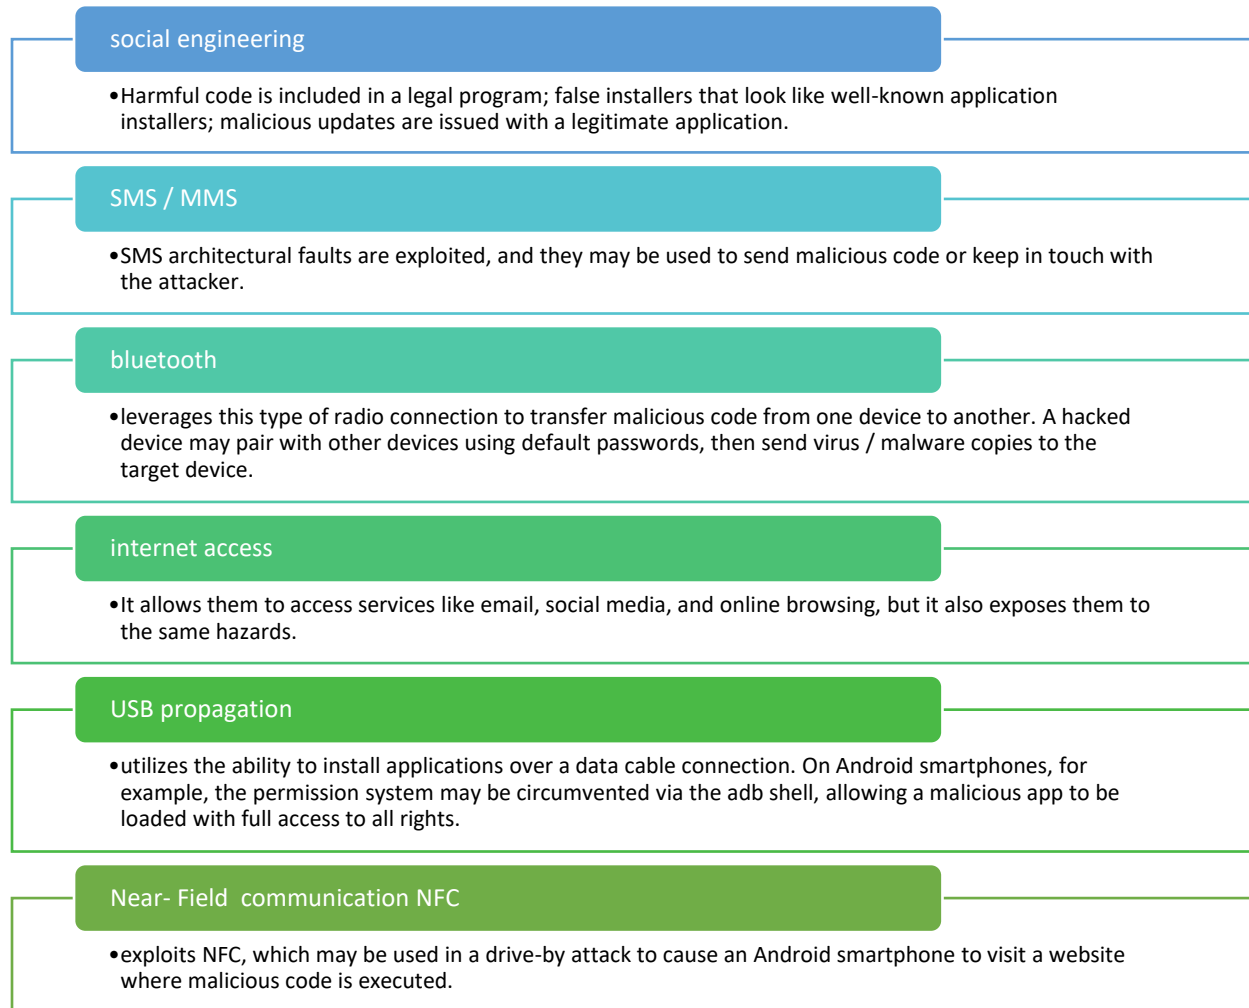 social engineering
•Harmful code is included in a legal program; false installers that look like well-known application
installers; malicious updates are issued with a legitimate application.
SMS / MMS
•SMS architectural faults are exploited, and they may be used to send malicious code or keep in touch with
the attacker.
bluetooth
•leverages this type of radio connection to transfer malicious code from one device to another. A hacked
device may pair with other devices using default passwords, then send virus / malware copies to the
target device.
internet access
•It allows them to access services like email, social media, and online browsing, but it also exposes them to
the same hazards.
USB propagation
•utilizes the ability to install applications over a data cable connection. On Android smartphones, for
example, the permission system may be circumvented via the adb shell, allowing a malicious app to be
loaded with full access to all rights.
Near- Field  communication NFC
•exploits NFC, which may be used in a drive-by attack to cause an Android smartphone to visit a website
where malicious code is executed.